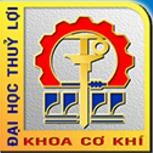 ĐẠI HỌC THUỶ LỢI
KHOA CƠ KHÍ